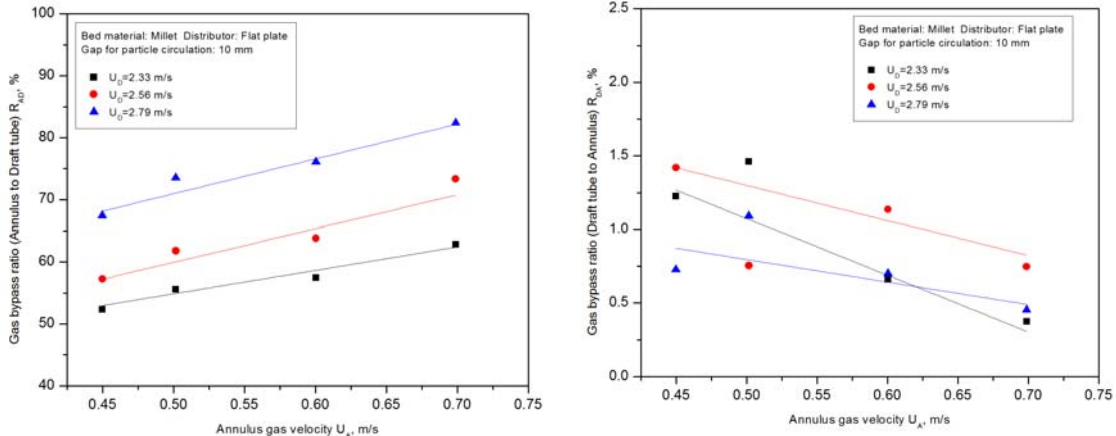 Gas bypass ratio (Annulus to Draft tube) R_AD, %
100
90
80
70
60
50
40
Bed material: Millet Distributor: Flat plate
Gap for particle circulation: 10 mm
U_D=2.33 m/s
U_D=2.56 m/s
U_D=2.79 m/s
0.45 0.50 0.55 0.60 0.65 0.70 0.75
Annulus gas velocity U_A, m/s
Gas bypass ratio (Draft tube to Annulus) R_DA, %
2.5
2.0
1.5
1.0
0.5
0.0
Bed material: Millet Distributor: Flat plate
Gap for particle circulation: 10 mm
U_D=2.33 m/s
U_D=2.56 m/s
U_D=2.79 m/s
0.45 0.50 0.55 0.60 0.65 0.70 0.75
Annulus gas velocity U_A, m/s